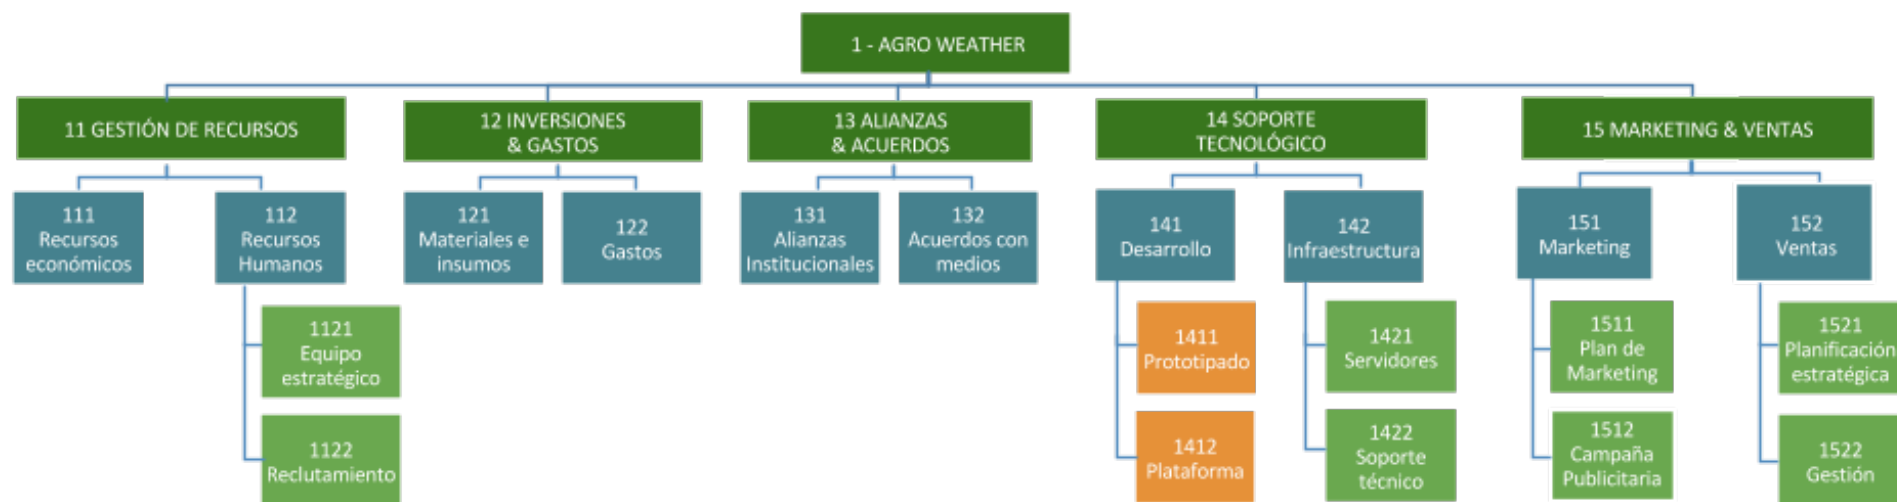 1 - AGRO WEATHER
11 GESTIÓN DE RECURSOS
12 INVERSIONES
& GASTOS
13 ALIANZAS
& ACUERDOS
14 SOPORTE
TECNOLÓGICO
15 MARKETING & VENTAS
111
Recursos
económicos
112
Recursos
Humanos
121
Materiales e
insumos
122
Gastos
131
Alianzas
Institucionales
132
Acuerdos con
medios
141
Desarrollo
142
Infraestructura
151
Marketing
152
Ventas
1121
Equipo
estratégico
1411
Prototipado
1421
Servidores
1511
Plan de
Marketing
1521
Planificación
estratégica
1122
Reclutamiento
1412
Plataforma
1422
Soporte
técnico
1512
Campaña
Publicitaria
1522
Gestión